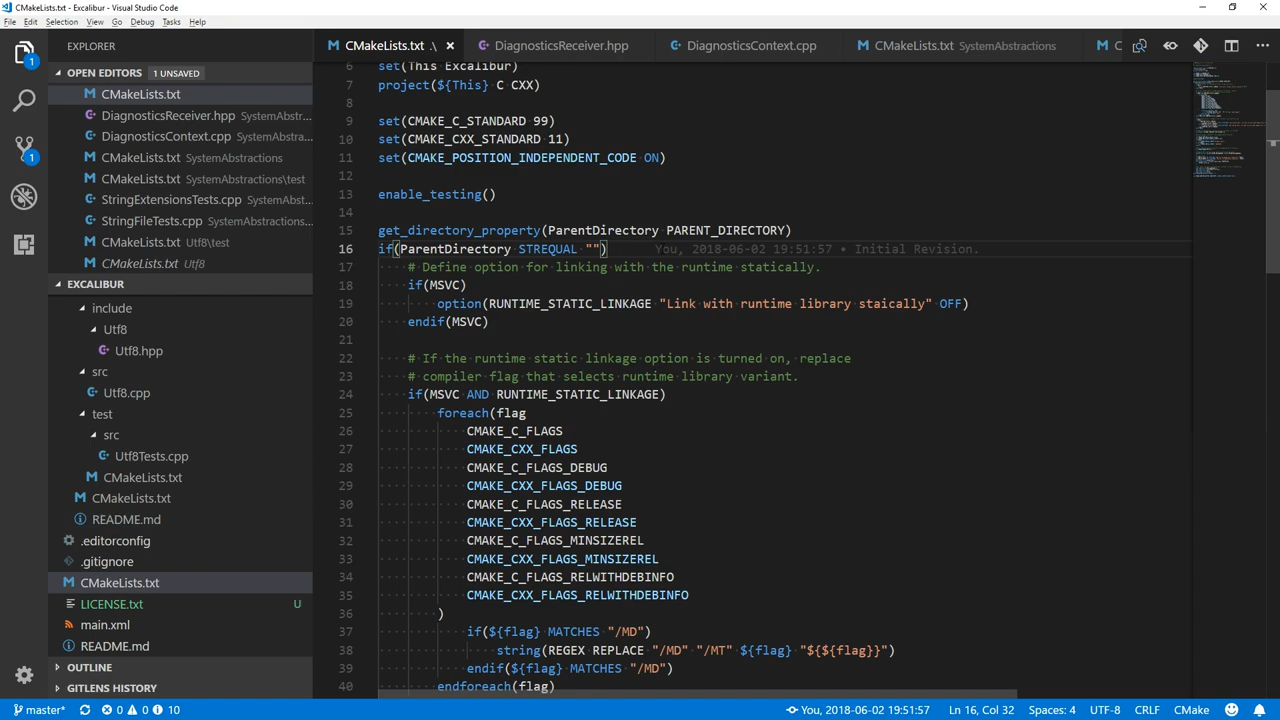 CMakeLists.txt - Excalibur - Visual Studio Code
File Edit Selection View Go Debug Tasks Help
EXPLORER
CMakeLists.txt .\ DiagnosticsReceiver.hpp DiagnosticsContext.cpp CMakeLists.txt SystemAbstractions C
OPEN EDITORS 1 UNSAVED
CMakeLists.txt
DiagnosticsReceiver.hpp SystemAbstr...
DiagnosticsContext.cpp SystemAbstra...
CMakeLists.txt SystemAbstractions
CMakeLists.txt SystemAbstractions\test
StringExtensionsTests.cpp SystemAbst...
StringFileTests.cpp SystemAbstractions...
CMakeLists.txt Utf8\test
CMakeLists.txt Utf8
EXCALIBUR
include
Utf8
Utf8.hpp
src
Utf8.cpp
test
src
Utf8Tests.cpp
CMakeLists.txt
CMakeLists.txt
README.md
.editorconfig
.gitignore
CMakeLists.txt
LICENSE.txt U
main.xml
README.md
OUTLINE
GITLENS HISTORY
1
1
6 set(This Excalibur)
7 project(${This} C CXX)
8
9 set(CMAKE_C_STANDARD 99)
10 set(CMAKE_CXX_STANDARD 11)
11 set(CMAKE_POSITION_INDEPENDENT_CODE ON)
12
13 enable_testing()
14
15 get_directory_property(ParentDirectory PARENT_DIRECTORY)
16 if(ParentDirectory STREQUAL "") You, 2018-06-02 19:51:57 • Initial Revision.
17 # Define option for linking with the runtime statically.
18 if(MSVC)
19 option(RUNTIME_STATIC_LINKAGE "Link with runtime library staically" OFF)
20 endif(MSVC)
21
22 # If the runtime static linkage option is turned on, replace
23 # compiler flag that selects runtime library variant.
24 if(MSVC AND RUNTIME_STATIC_LINKAGE)
25 foreach(flag
26 CMAKE_C_FLAGS
27 CMAKE_CXX_FLAGS
28 CMAKE_C_FLAGS_DEBUG
29 CMAKE_CXX_FLAGS_DEBUG
30 CMAKE_C_FLAGS_RELEASE
31 CMAKE_CXX_FLAGS_RELEASE
32 CMAKE_C_FLAGS_MINSIZEREL
33 CMAKE_CXX_FLAGS_MINSIZEREL
34 CMAKE_C_FLAGS_RELWITHDEBINFO
35 CMAKE_CXX_FLAGS_RELWITHDEBINFO
36 )
37 if(${flag} MATCHES "/MD")
38 string(REGEX REPLACE "/MD" "/MT" ${flag} "${${flag}}")
39 endif(${flag} MATCHES "/MD")
40 endforeach(flag)
master* 0 0 10 You, 2018-06-02 19:51:57 Ln 16, Col 32 Spaces: 4 UTF-8 CRLF CMake